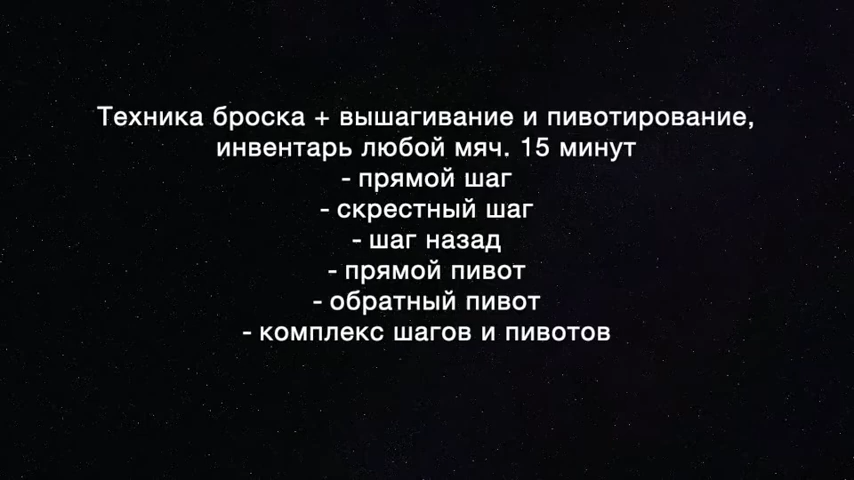 Техника броска + вышагивание и пивотирование,
инвентарь любой мяч. 15 минут
- прямой шаг
- скрестный шаг
- шаг назад
- прямой пивот
- обратный пивот
- комплекс шагов и пивотов